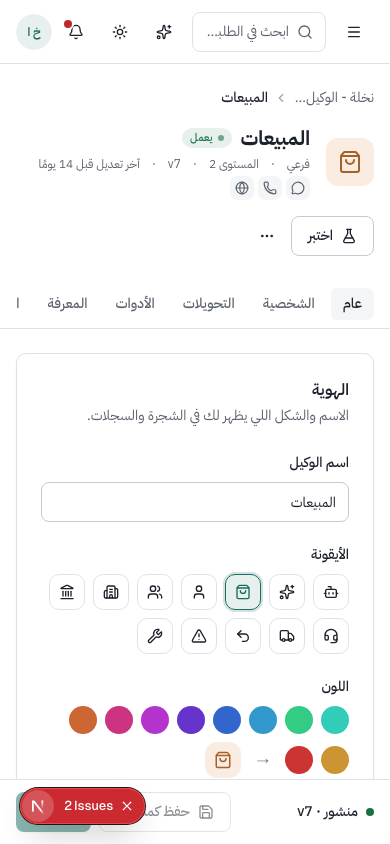 ابحث في الطلبـ...
خ ا
نخلة - الوكيل... > المبيعات
المبيعات
يعمل
فرعي · المستوى 2 · v7 · آخر تعديل قبل 14 يومًا
اختبر
عام الشخصية التحويلات الأدوات المعرفة ا
الهوية
الاسم والشكل اللي يظهر لك في الشجرة والسجلات.
اسم الوكيل
المبيعات
الأيقونة
اللون
→
منشور · v7
حفظ كمـ
2 Issues
N